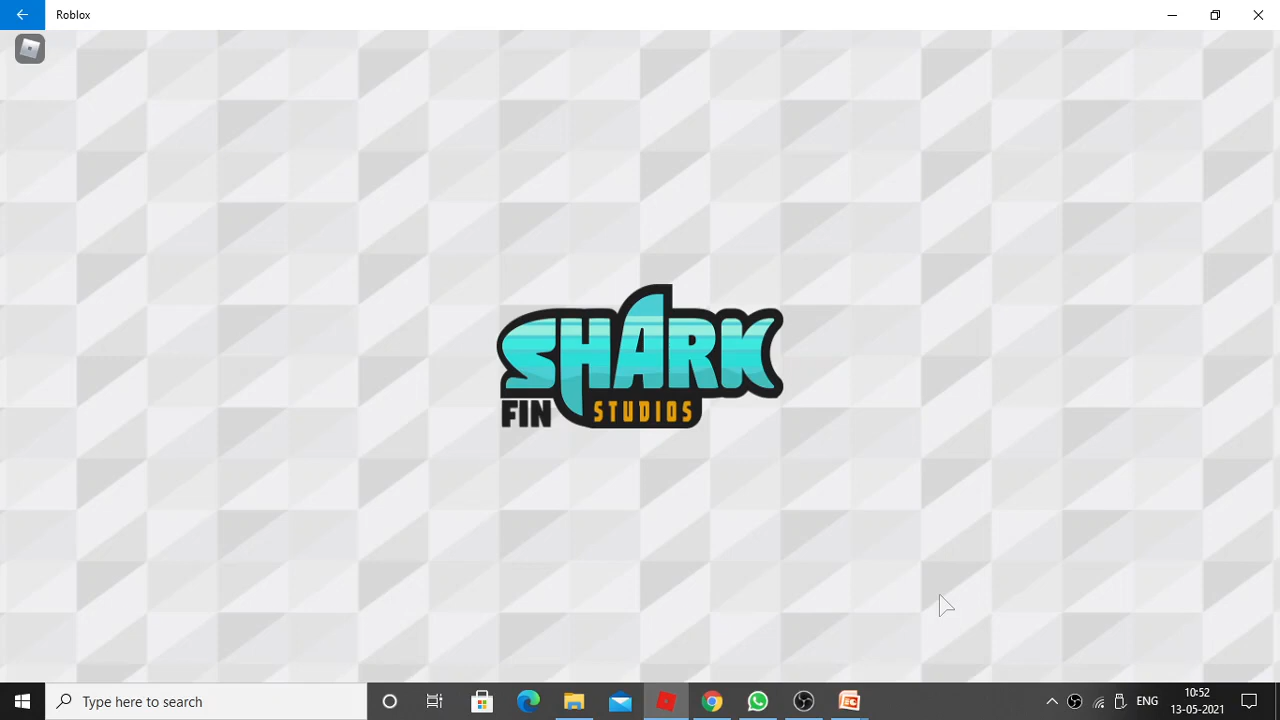 Roblox
SHARK
FIN STUDIOS
Type here to search
ENG
10:52
13-05-2021